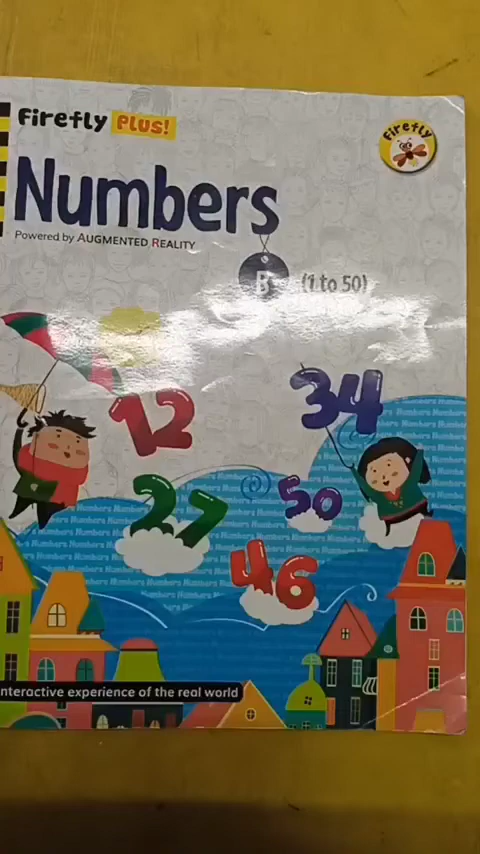 Firefly Plus!
Firefly
Numbers
Powered by AUGMENTED REALITY
B (1 to 50)
12
34
27
50
46
nteractive experience of the real world